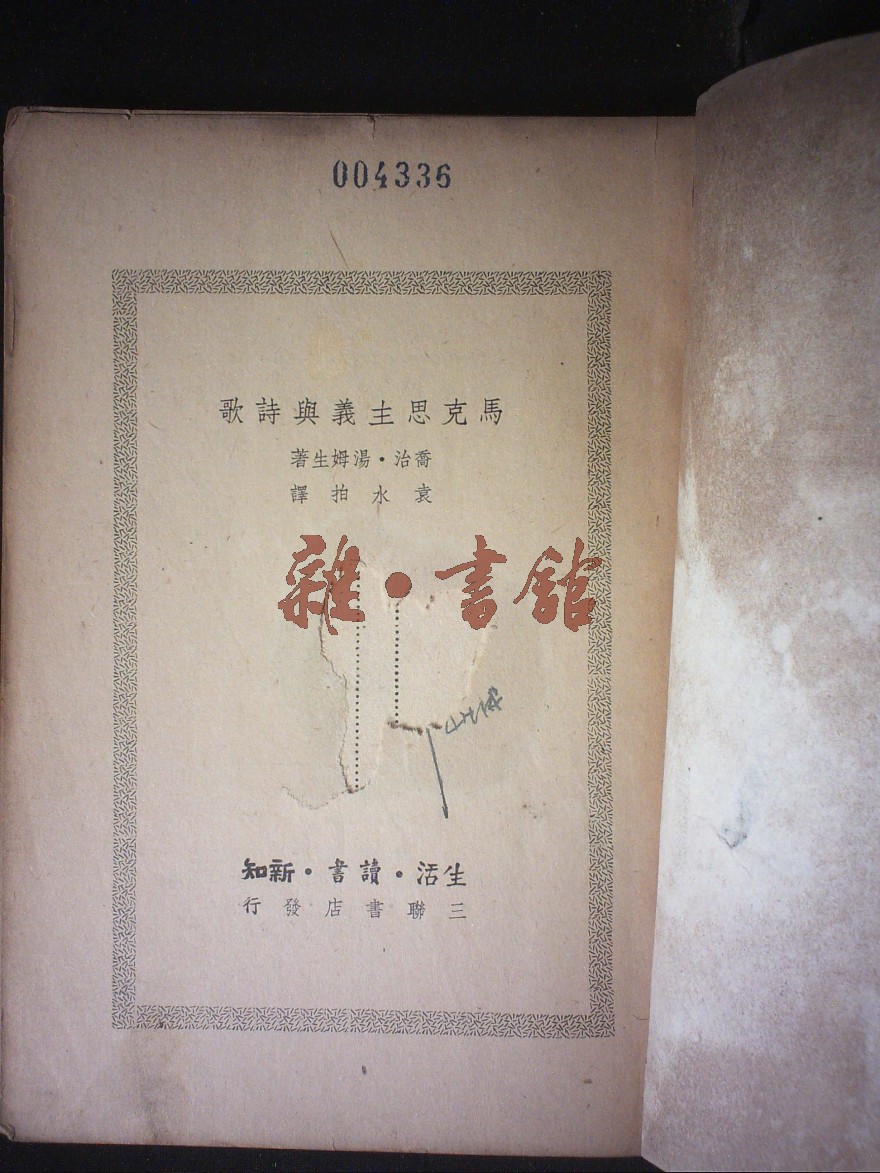 004336
馬克思主義與詩歌
喬治・湯姆生著
袁水拍譯
雜・書館
生活・讀書・新知
三聯書店發行